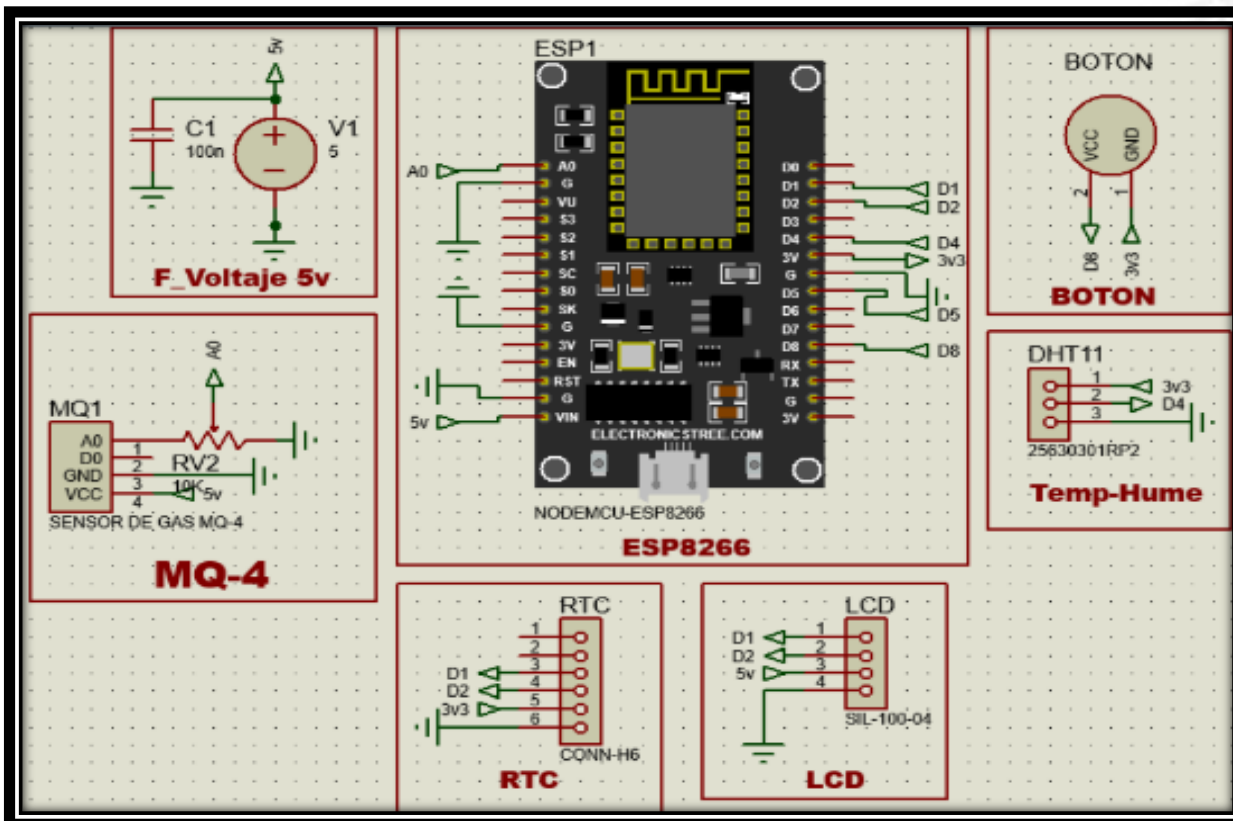 5v
C1
100n
V1
5
F_Voltaje 5v
ESP1
A0
A0
G
VU
S3
S2
S1
SC
S0
SK
G
3V
EN
RST
G
VIN
5v
D0
D1
D2
D3
D4
3V
G
D5
D6
D7
D8
RX
TX
G
3V
D1
D2
D4
3v3
D5
D8
ELECTRONICSTREE.COM
NODEMCU-ESP8266
ESP8266
BOTON
VCC
GND
2
1
D8
3v3
BOTON
A0
MQ1
A0
D0
GND
VCC
1
2
3
4
RV2
10K
5v
SENSOR DE GAS MQ-4
MQ-4
DHT11
1
2
3
3v3
D4
25630301RP2
Temp-Hume
RTC
1
2
3
4
5
6
D1
D2
3v3
CONN-H6
RTC
LCD
D1
D2
5v
1
2
3
4
SIL-100-04
LCD